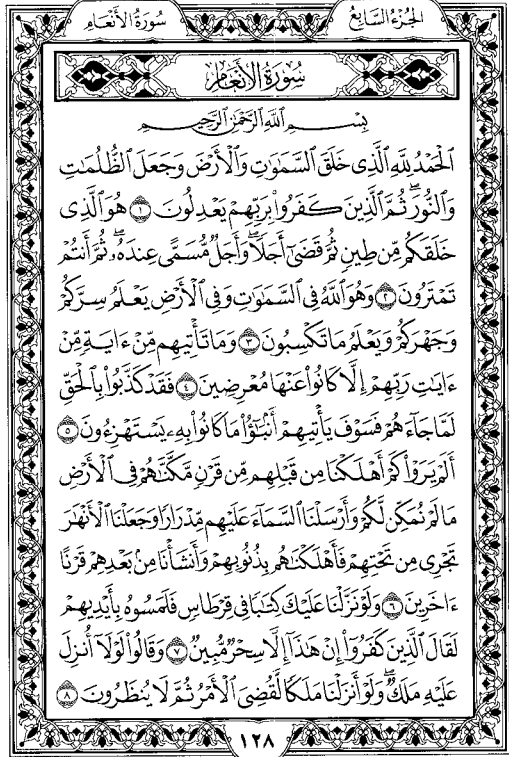 سُورَةُ الأَنْعَامِ الجُزْءُ السَّابِعُ
سُورَةُ الأَنْعَامِ
بِسْمِ ٱللَّهِ ٱلرَّحْمَٰنِ ٱلرَّحِيمِ
ٱلْحَمْدُ لِلَّهِ ٱلَّذِى خَلَقَ ٱلسَّمَٰوَٰتِ وَٱلْأَرْضَ وَجَعَلَ ٱلظُّلُمَٰتِ
وَٱلنُّورَ ۖ ثُمَّ ٱلَّذِينَ كَفَرُوا۟ بِرَبِّهِمْ يَعْدِلُونَ ١ هُوَ ٱلَّذِى
خَلَقَكُم مِّن طِينٍ ثُمَّ قَضَىٰٓ أَجَلًا ۖ وَأَجَلٌ مُّسَمًّى عِندَهُۥ ۖ ثُمَّ أَنتُمْ
تَمْتَرُونَ ٢ وَهُوَ ٱللَّهُ فِى ٱلسَّمَٰوَٰتِ وَفِى ٱلْأَرْضِ يَعْلَمُ سِرَّكُمْ
وَجَهْرَكُمْ وَيَعْلَمُ مَا تَكْسِبُونَ ٣ وَمَا تَأْتِيهِم مِّنْ ءَايَةٍ مِّنْ
ءَايَٰتِ رَبِّهِمْ إِلَّا كَانُوا۟ عَنْهَا مُعْرِضِينَ ٤ فَقَدْ كَذَّبُوا۟ بِٱلْحَقِّ
لَمَّا جَآءَهُمْ فَسَوْفَ يَأْتِيهِمْ أَنۢبَٰٓؤُا۟ مَا كَانُوا۟ بِهِۦ يَسْتَهْزِءُونَ ٥
أَلَمْ يَرَوْا۟ كَمْ أَهْلَكْنَا مِن قَبْلِهِم مِّن قَرْنٍ مَّكَّنَّٰهُمْ فِى ٱلْأَرْضِ
مَا لَمْ نُمَكِّن لَّكُمْ وَأَرْسَلْنَا ٱلسَّمَآءَ عَلَيْهِم مِّدْرَارًا وَجَعَلْنَا ٱلْأَنْهَٰرَ
تَجْرِى مِن تَحْتِهِمْ فَأَهْلَكْنَٰهُم بِذُنُوبِهِمْ وَأَنشَأْنَا مِنۢ بَعْدِهِمْ قَرْنًا
ءَاخَرِينَ ٦ وَلَوْ نَزَّلْنَا عَلَيْكَ كِتَٰبًا فِى قِرْطَاسٍ فَلَمَسُوهُ بِأَيْدِيهِمْ
لَقَالَ ٱلَّذِينَ كَفَرُوٓا۟ إِنْ هَٰذَآ إِلَّا سِحْرٌ مُّبِينٌ ٧ وَقَالُوا۟ لَوْلَآ أُنزِلَ
عَلَيْهِ مَلَكٌ ۖ وَلَوْ أَنزَلْنَا مَلَكًا لَّقُضِىَ ٱلْأَمْرُ ثُمَّ لَا يُنظَرُونَ ٨
١٢٨